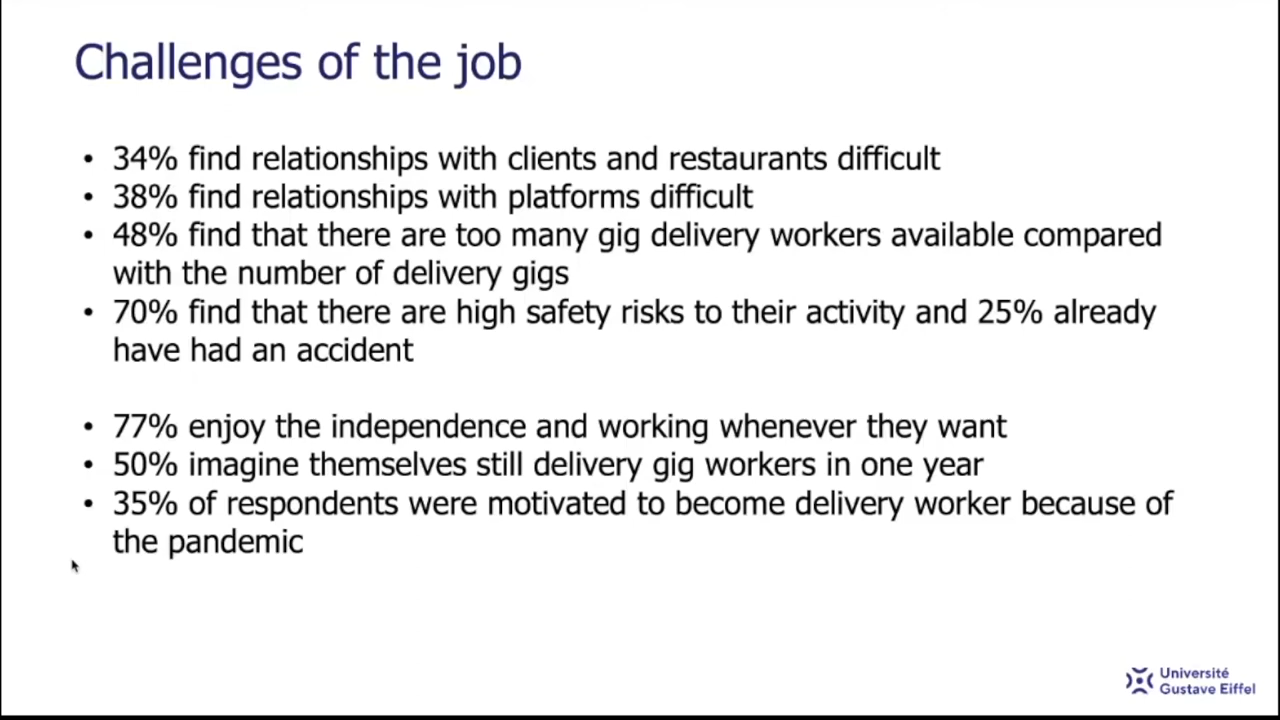 Challenges of the job
• 34% find relationships with clients and restaurants difficult
• 38% find relationships with platforms difficult
• 48% find that there are too many gig delivery workers available compared
with the number of delivery gigs
• 70% find that there are high safety risks to their activity and 25% already
have had an accident
• 77% enjoy the independence and working whenever they want
• 50% imagine themselves still delivery gig workers in one year
• 35% of respondents were motivated to become delivery worker because of
the pandemic
Université
Gustave Eiffel